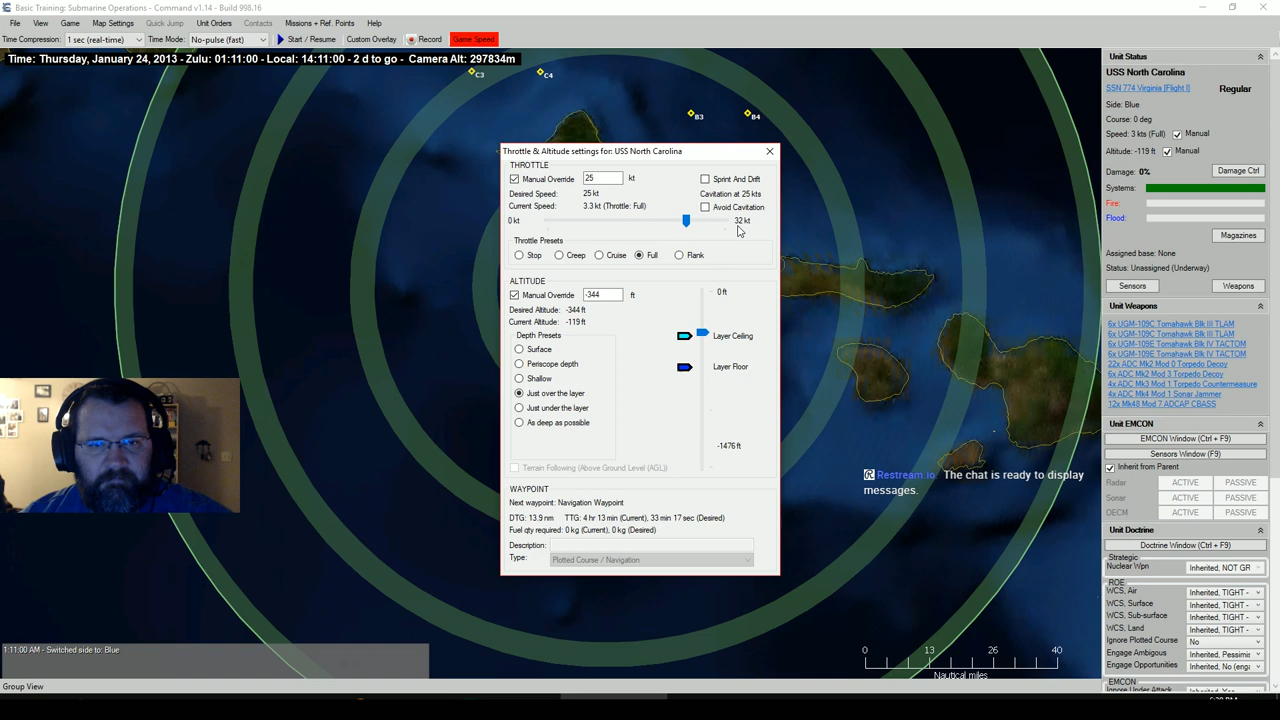 Basic Training: Submarine Operations - Command v1.14 - Build 998.16
File View Game Map Settings Quick Jump Unit Orders Contacts Missions + Ref. Points Help
Time Compression: 1 sec (real-time) Time Mode: No-pulse (fast) Start / Resume Custom Overlay Record Game Speed
Time: Thursday, January 24, 2013 - Zulu: 01:11:00 - Local: 14:11:00 - 2 d to go - Camera Alt: 297834m
C3
C4
B3
B4
Throttle & Altitude settings for: USS North Carolina
THROTTLE
Manual Override 25 kt
Sprint And Drift
Desired Speed: 25 kt
Cavitation at 25 kts
Current Speed: 3.3 kt (Throttle: Full)
Avoid Cavitation
0 kt 32 kt
Throttle Presets
Stop Creep Cruise Full Flank
ALTITUDE
Manual Override -344 ft
Desired Altitude: -344 ft
Current Altitude: -119 ft
Depth Presets
Surface
Periscope depth
Shallow
Just over the layer
Just under the layer
As deep as possible
0 ft
Layer Ceiling
Layer Floor
-1476 ft
Terrain Following (Above Ground Level (AGL))
WAYPOINT
Next waypoint: Navigation Waypoint
DTG: 13.9 nm TTG: 4 hr 13 min (Current), 33 min 17 sec (Desired)
Fuel qty required: 0 kg (Current), 0 kg (Desired)
Description:
Type: Plotted Course / Navigation
Restream.io The chat is ready to display
messages.
0 13 26 40
Nautical miles
1:11:00 AM - Switched side to: Blue
Group View
Unit Status
USS North Carolina
SSN 774 Virginia [Flight I] Regular
Side: Blue
Course: 0 deg
Speed: 3 kts (Full) Manual
Altitude: -119 ft Manual
Damage: 0% Damage Ctrl
Systems:
Fire:
Flood:
Magazines
Assigned base: None
Status: Unassigned (Underway)
Sensors Weapons
Unit Weapons
6x UGM-109C Tomahawk Blk III TLAM
6x UGM-109C Tomahawk Blk III TLAM
6x UGM-109E Tomahawk Blk IV TACTOM
6x UGM-109E Tomahawk Blk IV TACTOM
22x ADC Mk2 Mod 0 Torpedo Decoy
6x ADC Mk2 Mod 3 Torpedo Decoy
4x ADC Mk3 Mod 1 Torpedo Countermeasure
4x ADC Mk4 Mod 1 Sonar Jammer
12x Mk48 Mod 7 ADCAP CBASS
Unit EMCON
EMCON Window (Ctrl + F9)
Sensors Window (F9)
Inherit from Parent
Radar ACTIVE PASSIVE
Sonar ACTIVE PASSIVE
OECM ACTIVE PASSIVE
Unit Doctrine
Doctrine Window (Ctrl + F9)
Strategic
Nuclear Wpn Inherited, NOT GR
ROE
WCS, Air Inherited, TIGHT -
WCS, Surface Inherited, TIGHT -
WCS, Sub-surface Inherited, TIGHT -
WCS, Land Inherited, TIGHT -
Ignore Plotted Course No
Engage Ambiguous Inherited, Pessimi
Engage Opportunities Inherited, No (enga
EMCON